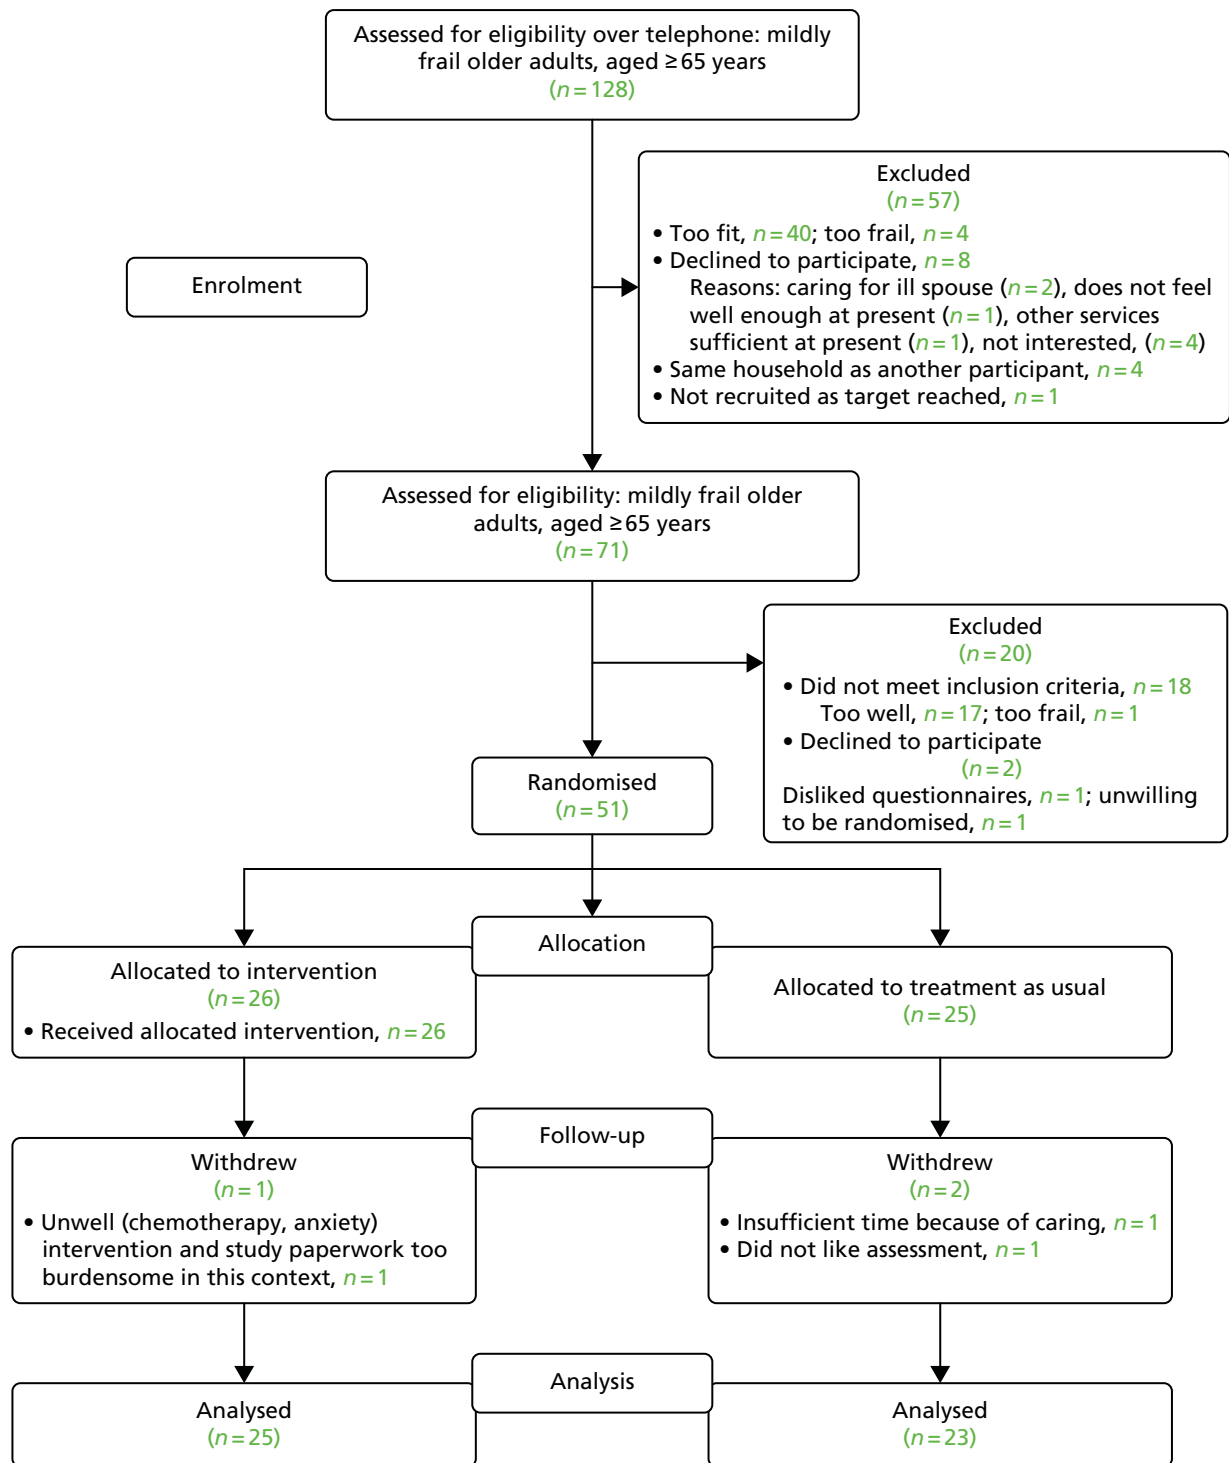 Assessed for eligibility over telephone: mildly
frail older adults, aged ≥65 years
(n=128)
Excluded
(n=57)
• Too fit, n=40; too frail, n=4
• Declined to participate, n=8
Reasons: caring for ill spouse (n=2), does not feel
well enough at present (n=1), other services
sufficient at present (n=1), not interested, (n=4)
• Same household as another participant, n=4
• Not recruited as target reached, n=1
Enrolment
Assessed for eligibility: mildly frail older
adults, aged ≥65 years
(n=71)
Excluded
(n=20)
• Did not meet inclusion criteria, n=18
Too well, n=17; too frail, n=1
• Declined to participate
(n=2)
Disliked questionnaires, n=1; unwilling
to be randomised, n=1
Randomised
(n=51)
Allocation
Allocated to intervention
(n=26)
• Received allocated intervention, n=26
Allocated to treatment as usual
(n=25)
Follow-up
Withdrew
(n=1)
• Unwell (chemotherapy, anxiety)
intervention and study paperwork too
burdensome in this context, n=1
Withdrew
(n=2)
• Insufficient time because of caring, n=1
• Did not like assessment, n=1
Analysis
Analysed
(n=25)
Analysed
(n=23)